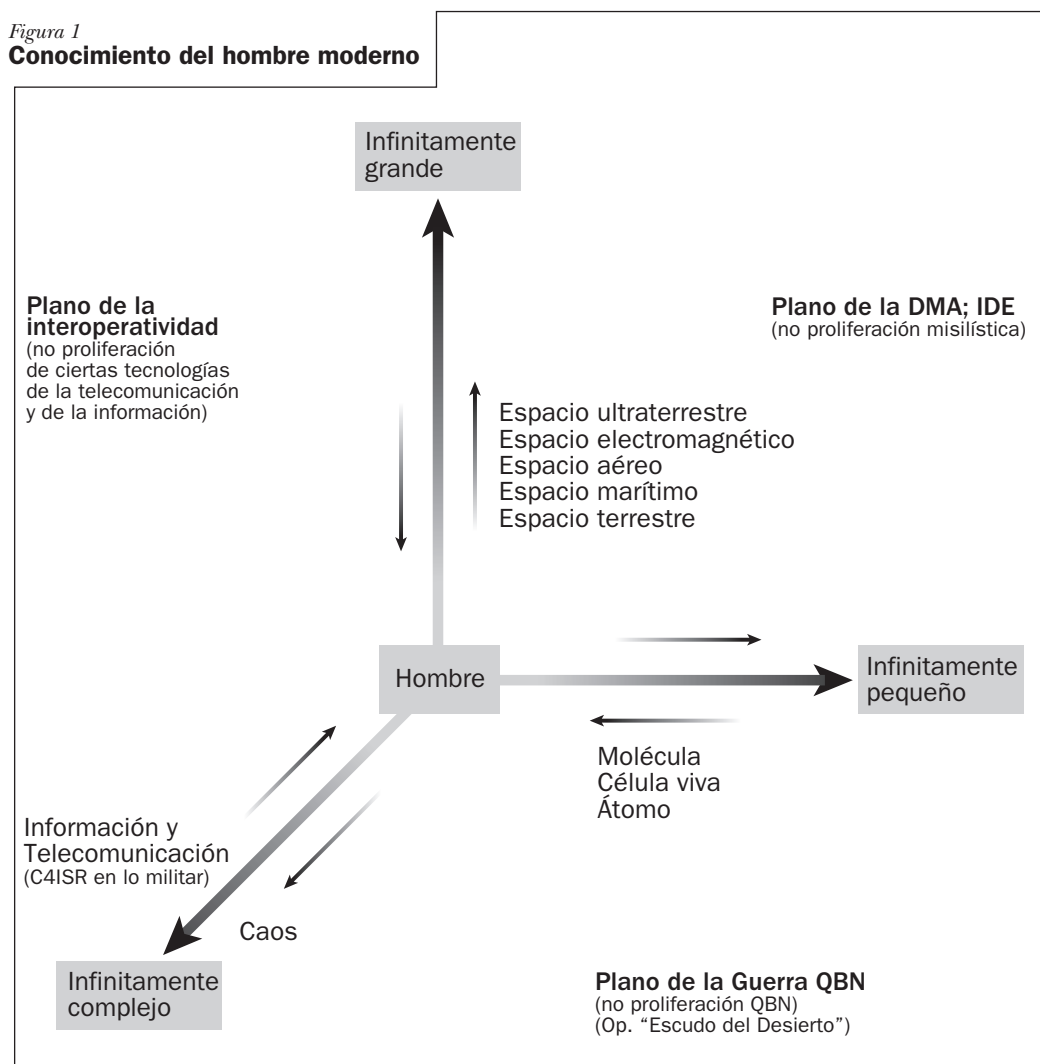 Figura 1
Conocimiento del hombre moderno
Infinitamente
grande
Plano de la
interoperatividad
(no proliferación
de ciertas tecnologías
de la telecomunicación
y de la información)
Plano de la DMA; IDE
(no proliferación misilística)
Espacio ultraterrestre
Espacio electromagnético
Espacio aéreo
Espacio marítimo
Espacio terrestre
Hombre
Infinitamente
pequeño
Molécula
Célula viva
Átomo
Información y
Telecomunicación
(C4ISR en lo militar)
Caos
Infinitamente
complejo
Plano de la Guerra QBN
(no proliferación QBN)
(Op. “Escudo del Desierto”)